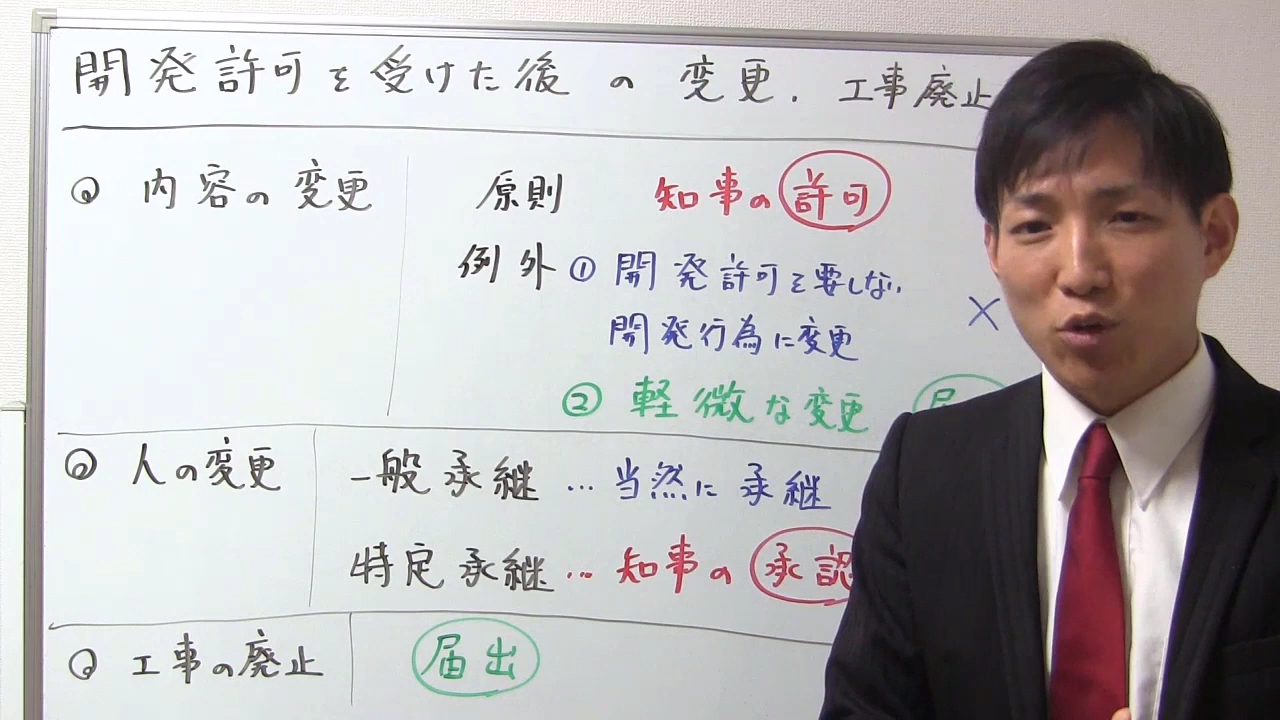 開発許可を受けた後の変更．工事廃止
内容の変更 原則 知事の許可
例外 ① 開発許可を要しない ×
開発行為に変更
② 軽微な変更
人の変更 一般承継 … 当然に承継
特定承継 … 知事の承認
工事の廃止 届出